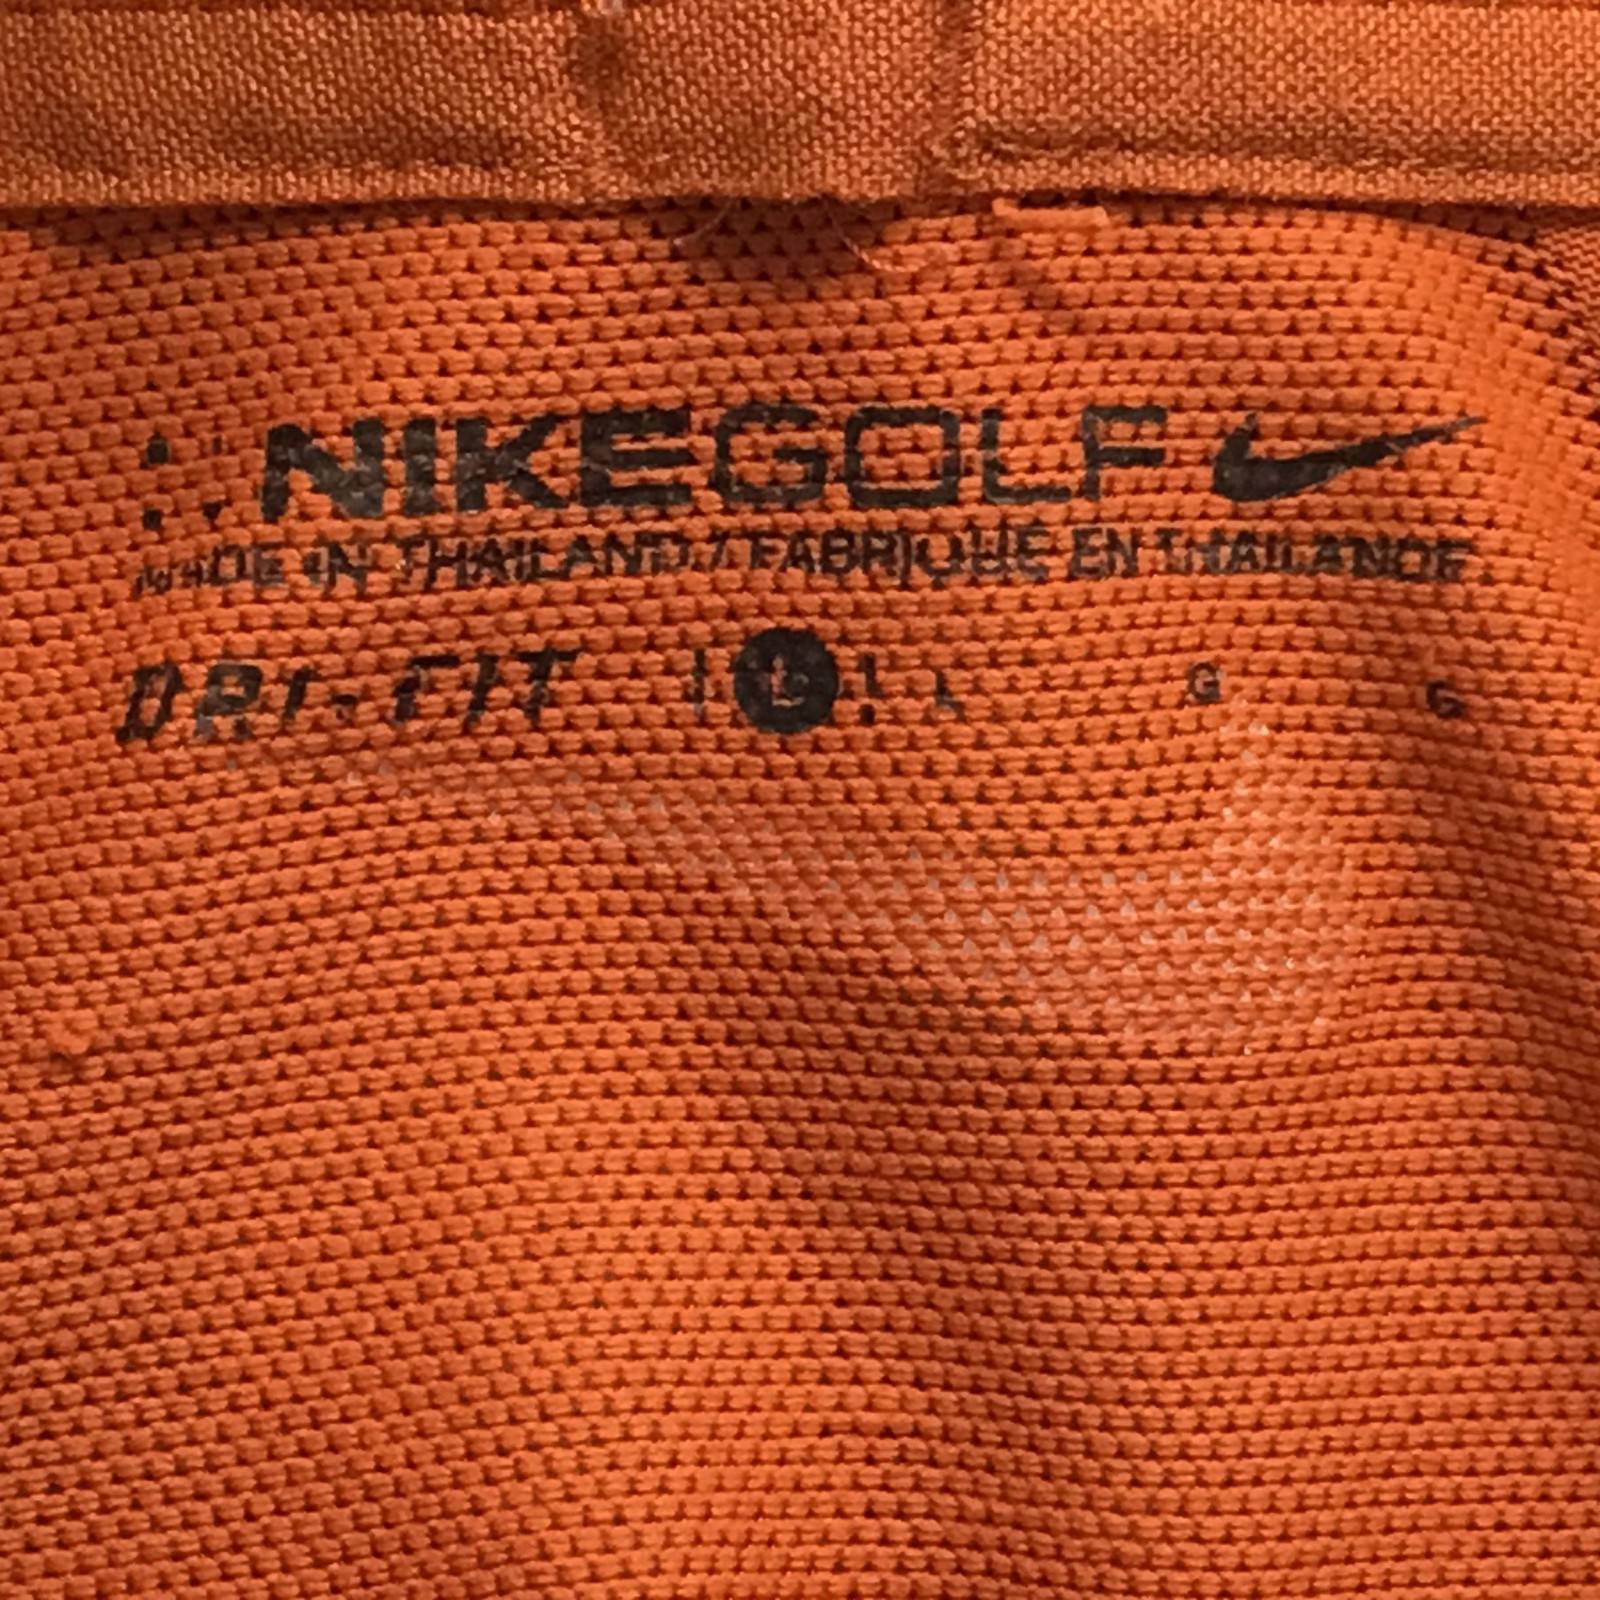 NIKEGOLF
MADE IN THAILAND / FABRIQUE EN THAILANDE
DRI-FIT L L G G